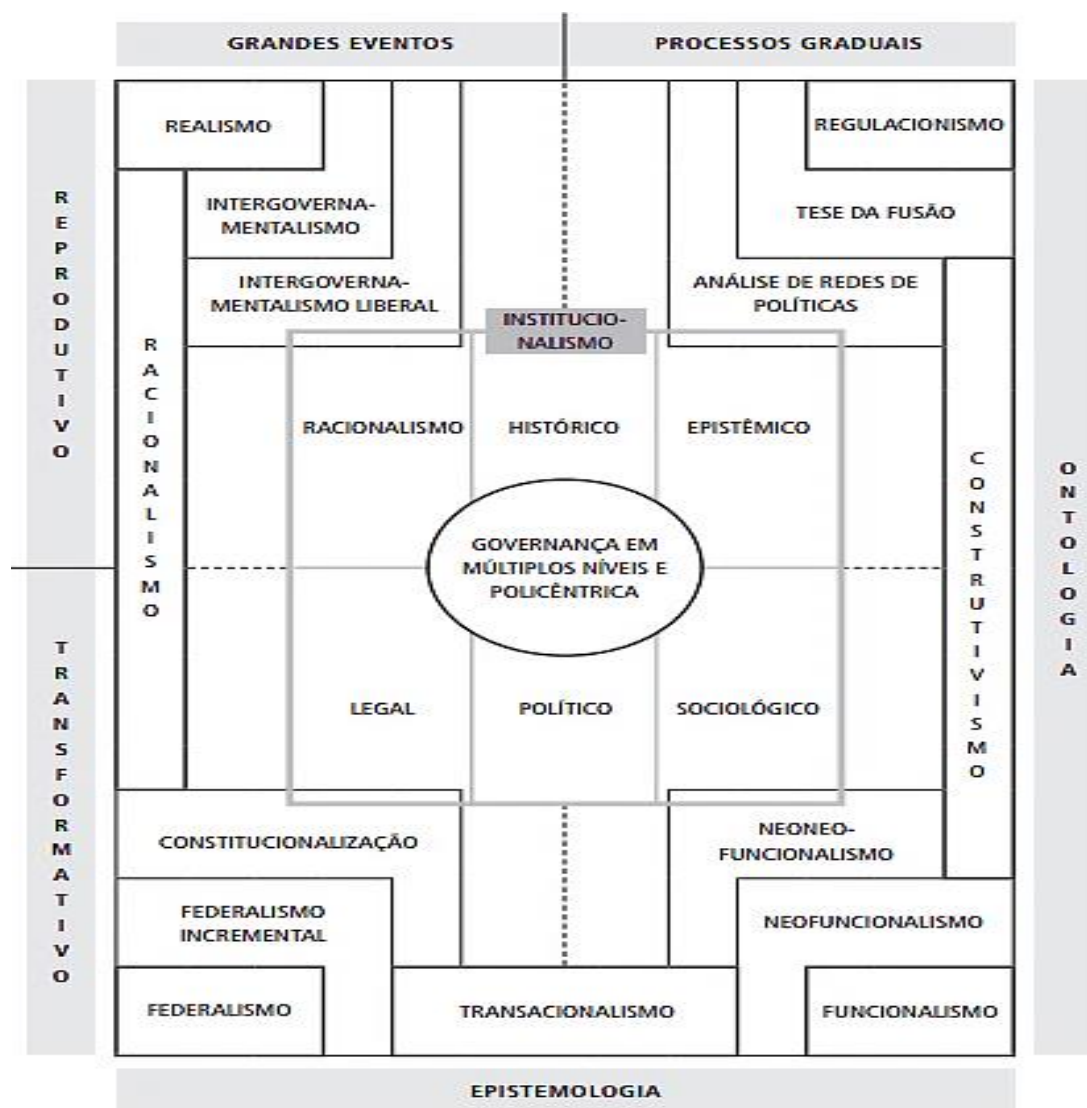 GRANDES EVENTOS
PROCESSOS GRADUAIS
REPRODUTIVO
TRANSFORMATIVO
REALISMO
REGULACIONISMO
INTERGOVERNA-
MENTALISMO
TESE DA FUSÃO
INTERGOVERNA-
MENTALISMO LIBERAL
ANÁLISE DE REDES DE
POLÍTICAS
INSTITUCIO-
NALISMO
RACIONALISMO
RACIONALISMO
HISTÓRICO
EPISTÊMICO
CONSTRUTIVISMO
ONTOLOGIA
GOVERNANÇA EM
MÚLTIPLOS NÍVEIS E
POLICÊNTRICA
LEGAL
POLÍTICO
SOCIOLÓGICO
CONSTITUCIONALIZAÇÃO
NEONEO-
FUNCIONALISMO
FEDERALISMO
INCREMENTAL
NEOFUNCIONALISMO
FEDERALISMO
TRANSACIONALISMO
FUNCIONALISMO
EPISTEMOLOGIA